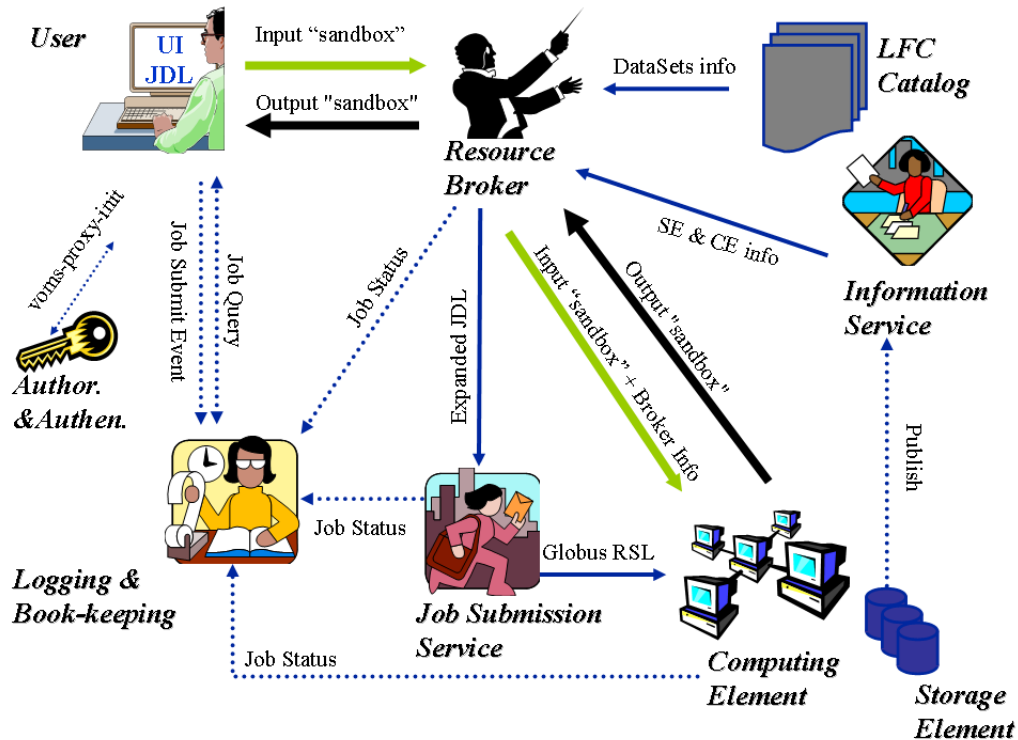 User
UI
JDL
Input “sandbox”
Output "sandbox"
Resource
Broker
DataSets info
LFC
Catalog
SE & CE info
Information
Service
voms-proxy-init
Author.
&Authen.
Job Submit Event
Job Query
Job Status
Expanded JDL
Input “sandbox” + Broker Info
Output "sandbox"
Publish
Logging &
Book-keeping
Job Status
Job Submission
Service
Globus RSL
Job Status
Computing
Element
Storage
Element